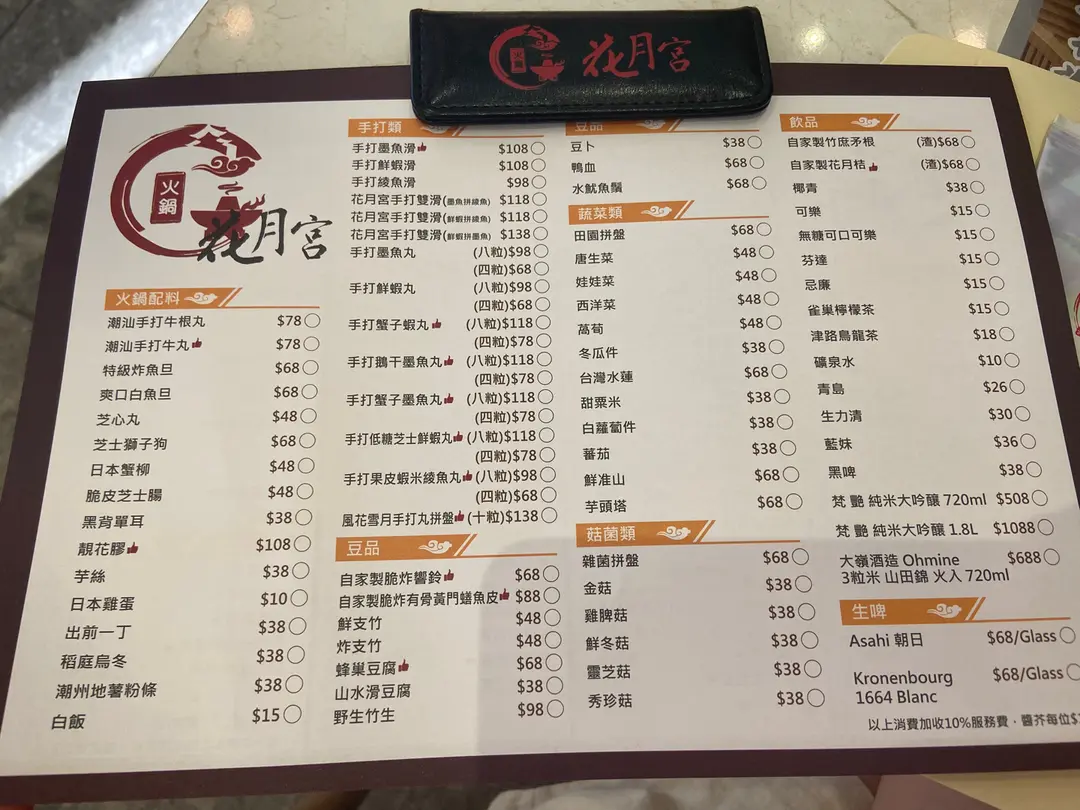 火鍋
花月宮
火鍋
花月宮
火鍋配料
潮汕手打牛根丸 $78
潮汕手打牛丸 $78
特級炸魚旦 $68
爽口白魚旦 $68
芝心丸 $48
芝士獅子狗 $68
日本蟹柳 $48
脆皮芝士腸 $48
黑背單耳 $38
靚花膠 $108
芋絲 $38
日本雞蛋 $10
出前一丁 $38
稻庭烏冬 $38
潮州地薯粉條 $38
白飯 $15
手打類
手打墨魚滑 $108
手打鮮蝦滑 $108
手打綾魚滑 $98
花月宮手打雙滑(墨魚拼綾魚) $118
花月宮手打雙滑(鮮蝦拼綾魚) $118
花月宮手打雙滑(鮮蝦拼墨魚) $138
手打墨魚丸 (八粒)$98
(四粒)$68
手打鮮蝦丸 (八粒)$98
(四粒)$68
手打蟹子蝦丸 (八粒)$118
(四粒)$78
手打鵝干墨魚丸 (八粒)$118
(四粒)$78
手打蟹子墨魚丸 (八粒)$118
(四粒)$78
手打低糖芝士鮮蝦丸 (八粒)$118
(四粒)$78
手打果皮蝦米綾魚丸 (八粒)$98
(四粒)$68
風花雪月手打丸拼盤 (十粒)$138
豆品
自家製脆炸響鈴 $68
自家製脆炸有骨黃門鱔魚皮 $88
鮮支竹 $48
炸支竹 $48
蜂巢豆腐 $68
山水滑豆腐 $38
野生竹生 $98
豆品
豆卜 $38
鴨血 $68
水魷魚鬚 $68
蔬菜類
田園拼盤 $68
唐生菜 $48
娃娃菜 $48
西洋菜 $48
萵筍 $48
冬瓜件 $38
台灣水蓮 $68
甜粟米 $38
白蘿蔔件 $38
蕃茄 $38
鮮准山 $68
芋頭塔 $68
菇菌類
雜菌拼盤 $68
金菇 $38
雞脾菇 $38
鮮冬菇 $38
靈芝菇 $38
秀珍菇 $38
飲品
自家製竹庶矛根 (渣)$68
自家製花月桔 (渣)$68
椰青 $38
可樂 $15
無糖可口可樂 $15
芬達 $15
忌廉 $15
雀巢檸檬茶 $15
津路烏龍茶 $18
礦泉水 $10
青島 $26
生力清 $30
藍妹 $36
黑啤 $38
梵 艷 純米大吟釀 720ml $508
梵 艷 純米大吟釀 1.8L $1088
大嶺酒造 Ohmine $688
3粒米 山田錦 火入 720ml
生啤
Asahi 朝日 $68/Glass
Kronenbourg $68/Glass
1664 Blanc
以上消費加收10%服務費，醬芥每位